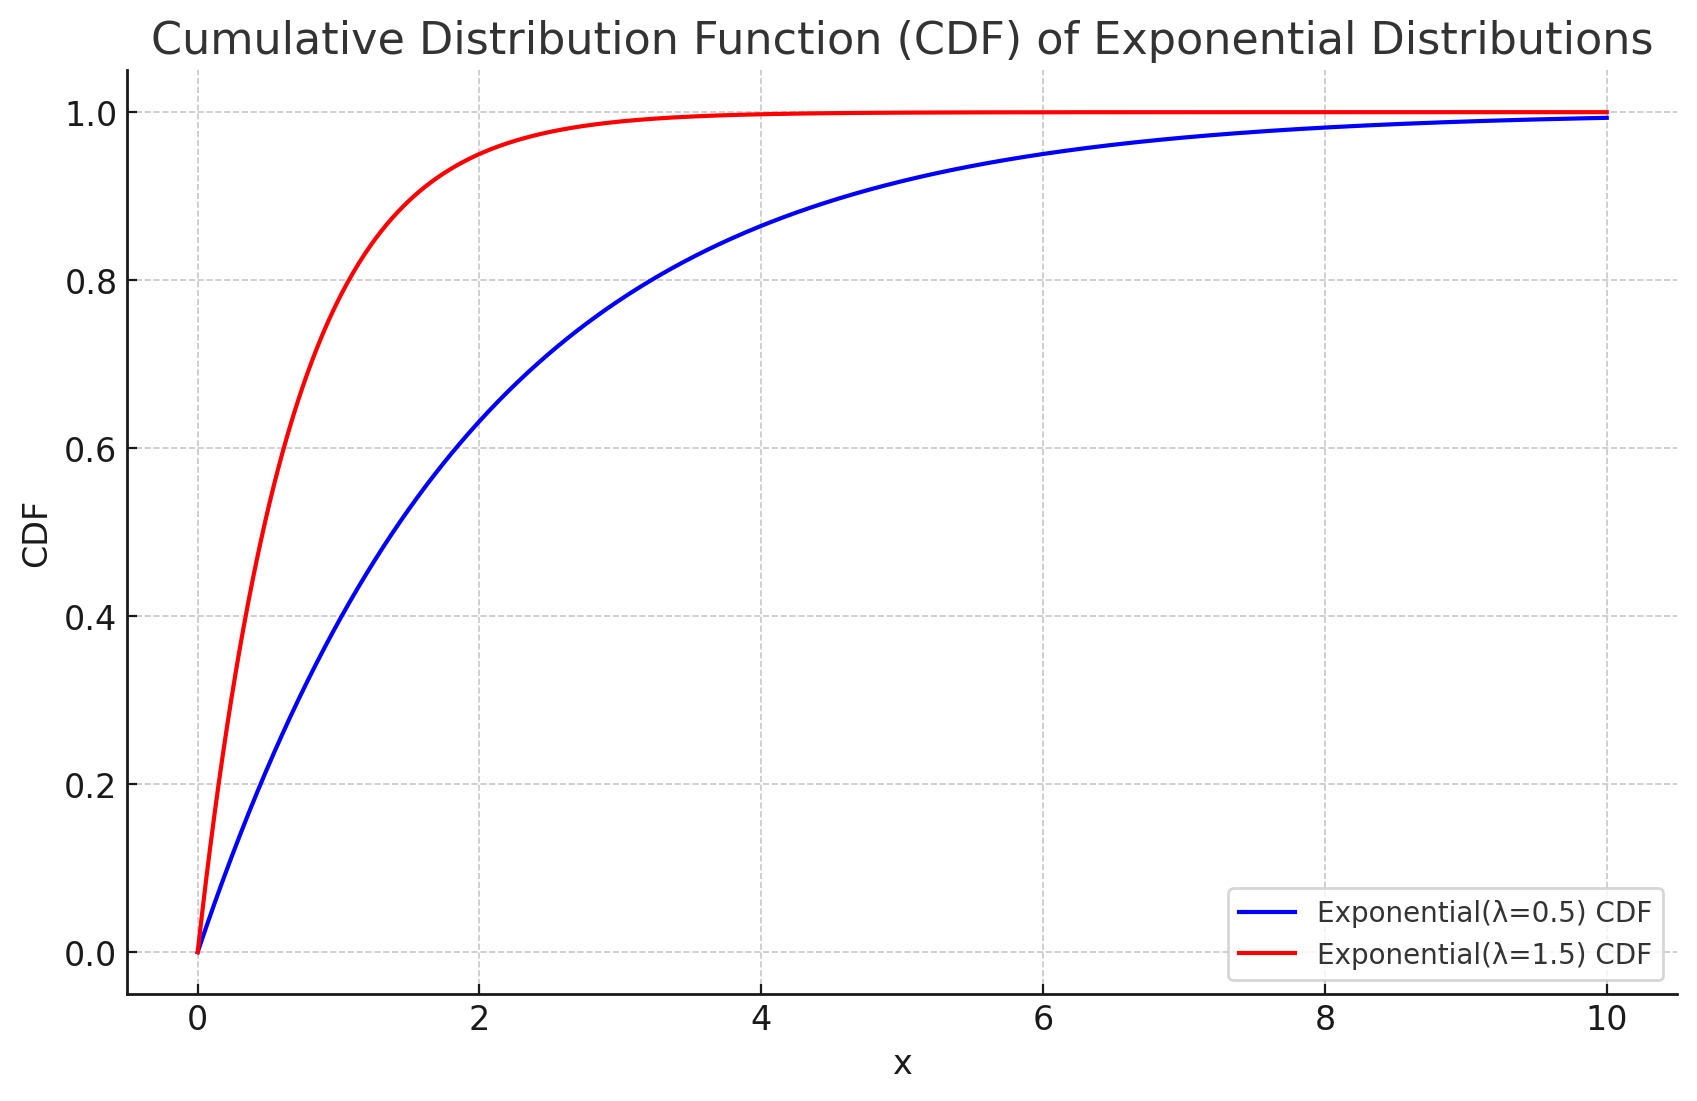 Cumulative Distribution Function (CDF) of Exponential Distributions
1.0
0.8
0.6
0.4
0.2
0.0
CDF
0 2 4 6 8 10
x
Exponential(λ=0.5) CDF
Exponential(λ=1.5) CDF